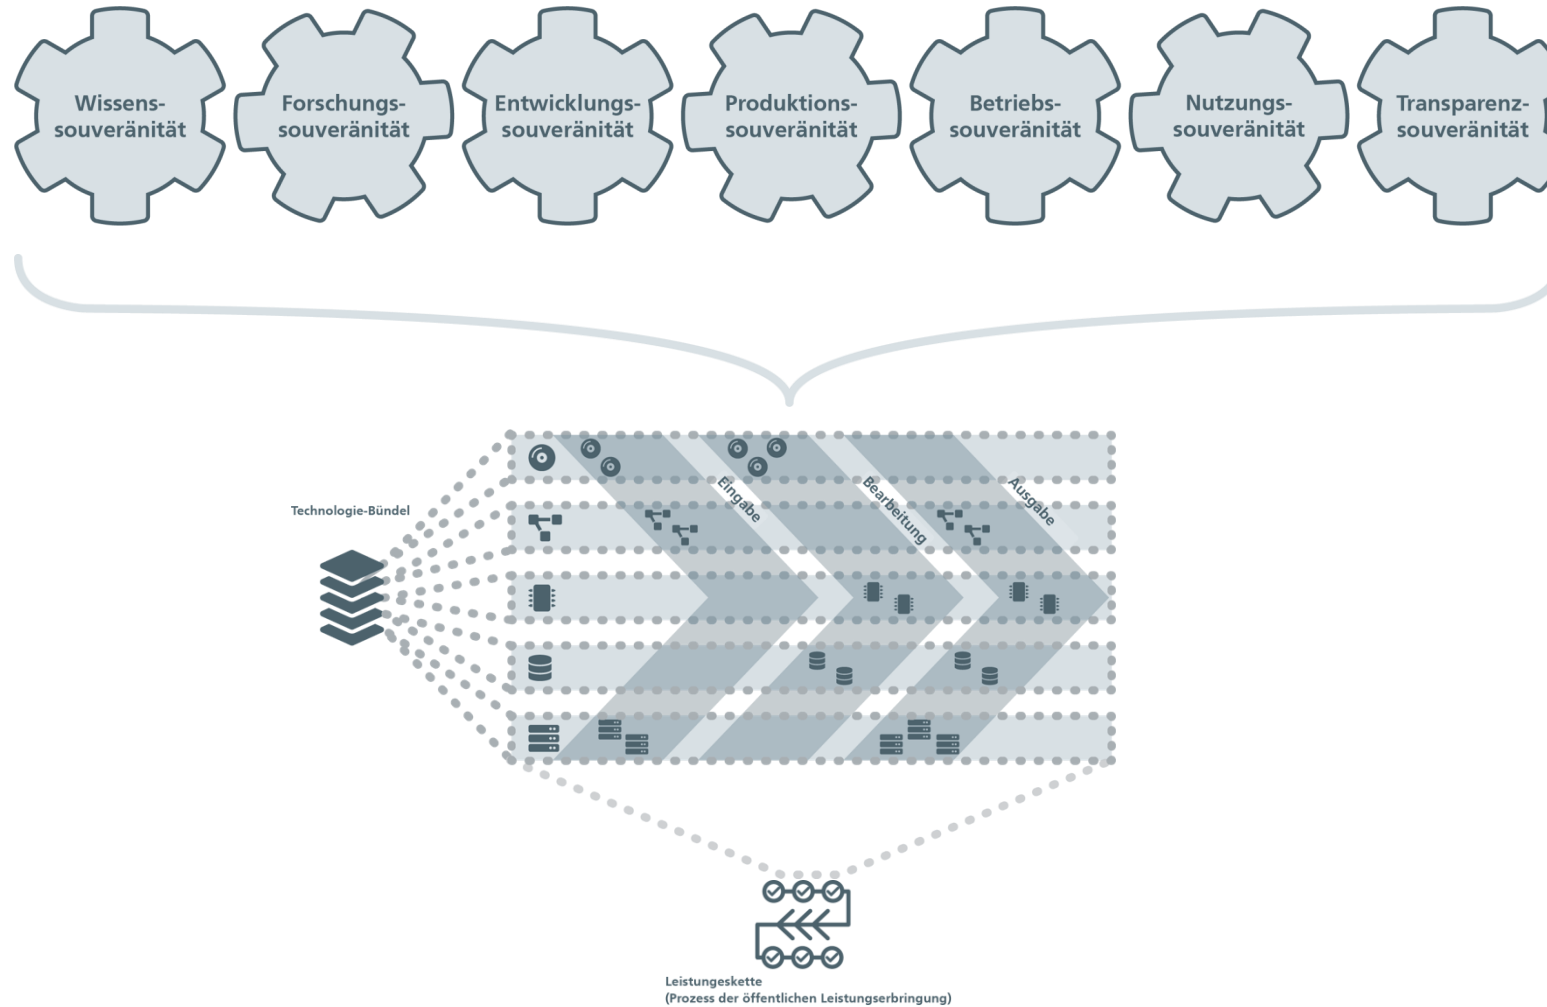 Wissens-
souveränität
Forschungs-
souveränität
Entwicklungs-
souveränität
Produktions-
souveränität
Betriebs-
souveränität
Nutzungs-
souveränität
Transparenz-
souveränität
Technologie-Bündel
Eingabe
Bearbeitung
Ausgabe
Leistungeskette
(Prozess der öffentlichen Leistungserbringung)